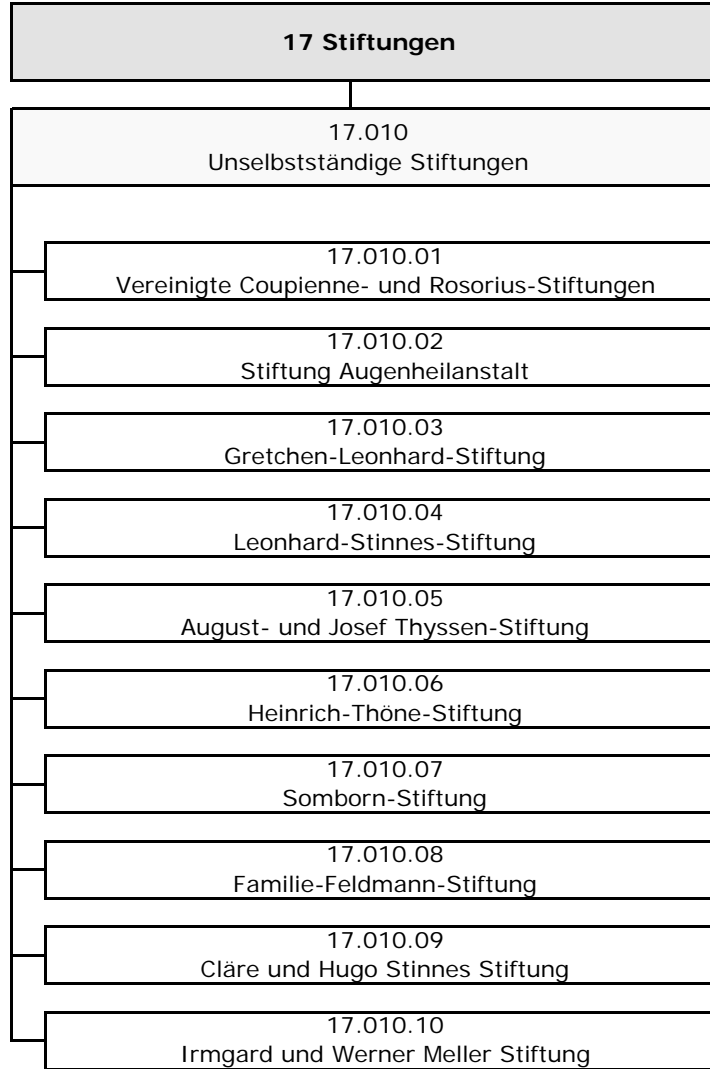 17 Stiftungen
17.010
Unselbstständige Stiftungen
17.010.01
Vereinigte Coupienne- und Rosorius-Stiftungen
17.010.02
Stiftung Augenheilanstalt
17.010.03
Gretchen-Leonhard-Stiftung
17.010.04
Leonhard-Stinnes-Stiftung
17.010.05
August- und Josef Thyssen-Stiftung
17.010.06
Heinrich-Thöne-Stiftung
17.010.07
Somborn-Stiftung
17.010.08
Familie-Feldmann-Stiftung
17.010.09
Cläre und Hugo Stinnes Stiftung
17.010.10
Irmgard und Werner Meller Stiftung